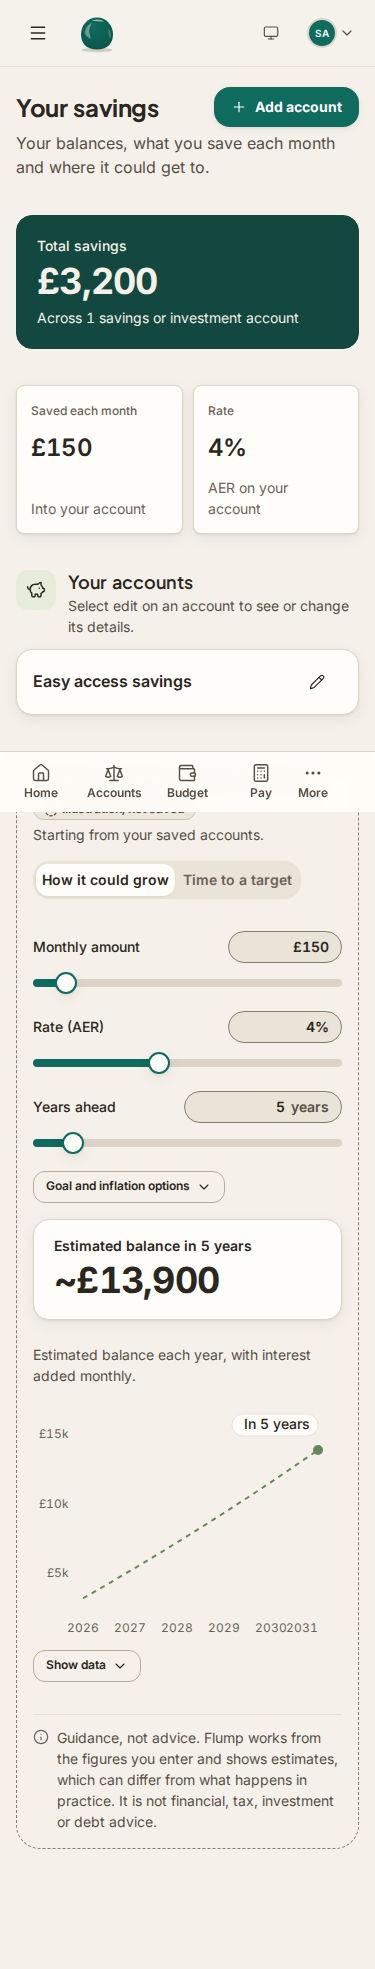 SA
Your savings
Add account
Your balances, what you save each month
and where it could get to.
Total savings
£3,200
Across 1 savings or investment account
Saved each month
£150
Into your account
Rate
4%
AER on your
account
Your accounts
Select edit on an account to see or change
its details.
Easy access savings
Home
Accounts
Budget
Pay
More
Starting from your saved accounts.
How it could grow
Time to a target
Monthly amount
£150
Rate (AER)
4%
Years ahead
5 years
Goal and inflation options
Estimated balance in 5 years
~£13,900
Estimated balance each year, with interest
added monthly.
In 5 years
£15k
£10k
£5k
2026 2027 2028 2029 2030 2031
Show data
Guidance, not advice. Flump works from
the figures you enter and shows estimates,
which can differ from what happens in
practice. It is not financial, tax, investment
or debt advice.